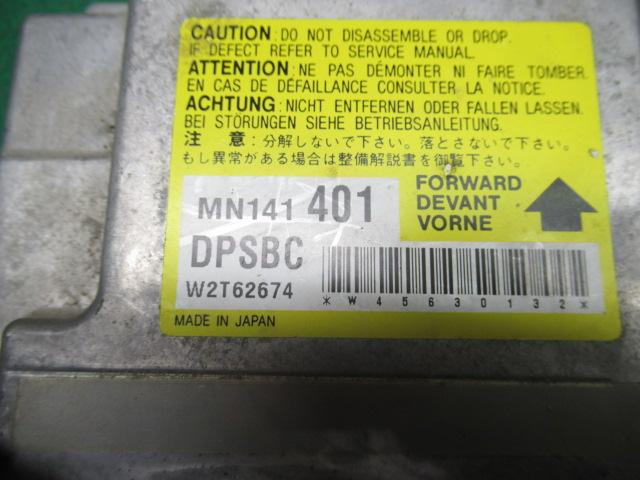 CAUTION:DO NOT DISASSEMBLE OR DROP.
IF DEFECT REFER TO SERVICE MANUAL.
ATTENTION:NE PAS DÉMONTER NI FAIRE TOMBER.
EN CAS DE DÉFAILLANCE CONSULTER LA NOTICE.
ACHTUNG:NICHT ENTFERNEN ODER FALLEN LASSEN.
BEI STÖRUNGEN SIEHE BETRIEBSANLEITUNG.
注 意:分解しないで下さい。落とさないで下さい。
もし異常がある場合は整備解説書を御覧下さい。
MN141 401
FORWARD
DEVANT
VORNE
DPSBC
W2T62674
*W45630132*
MADE IN JAPAN